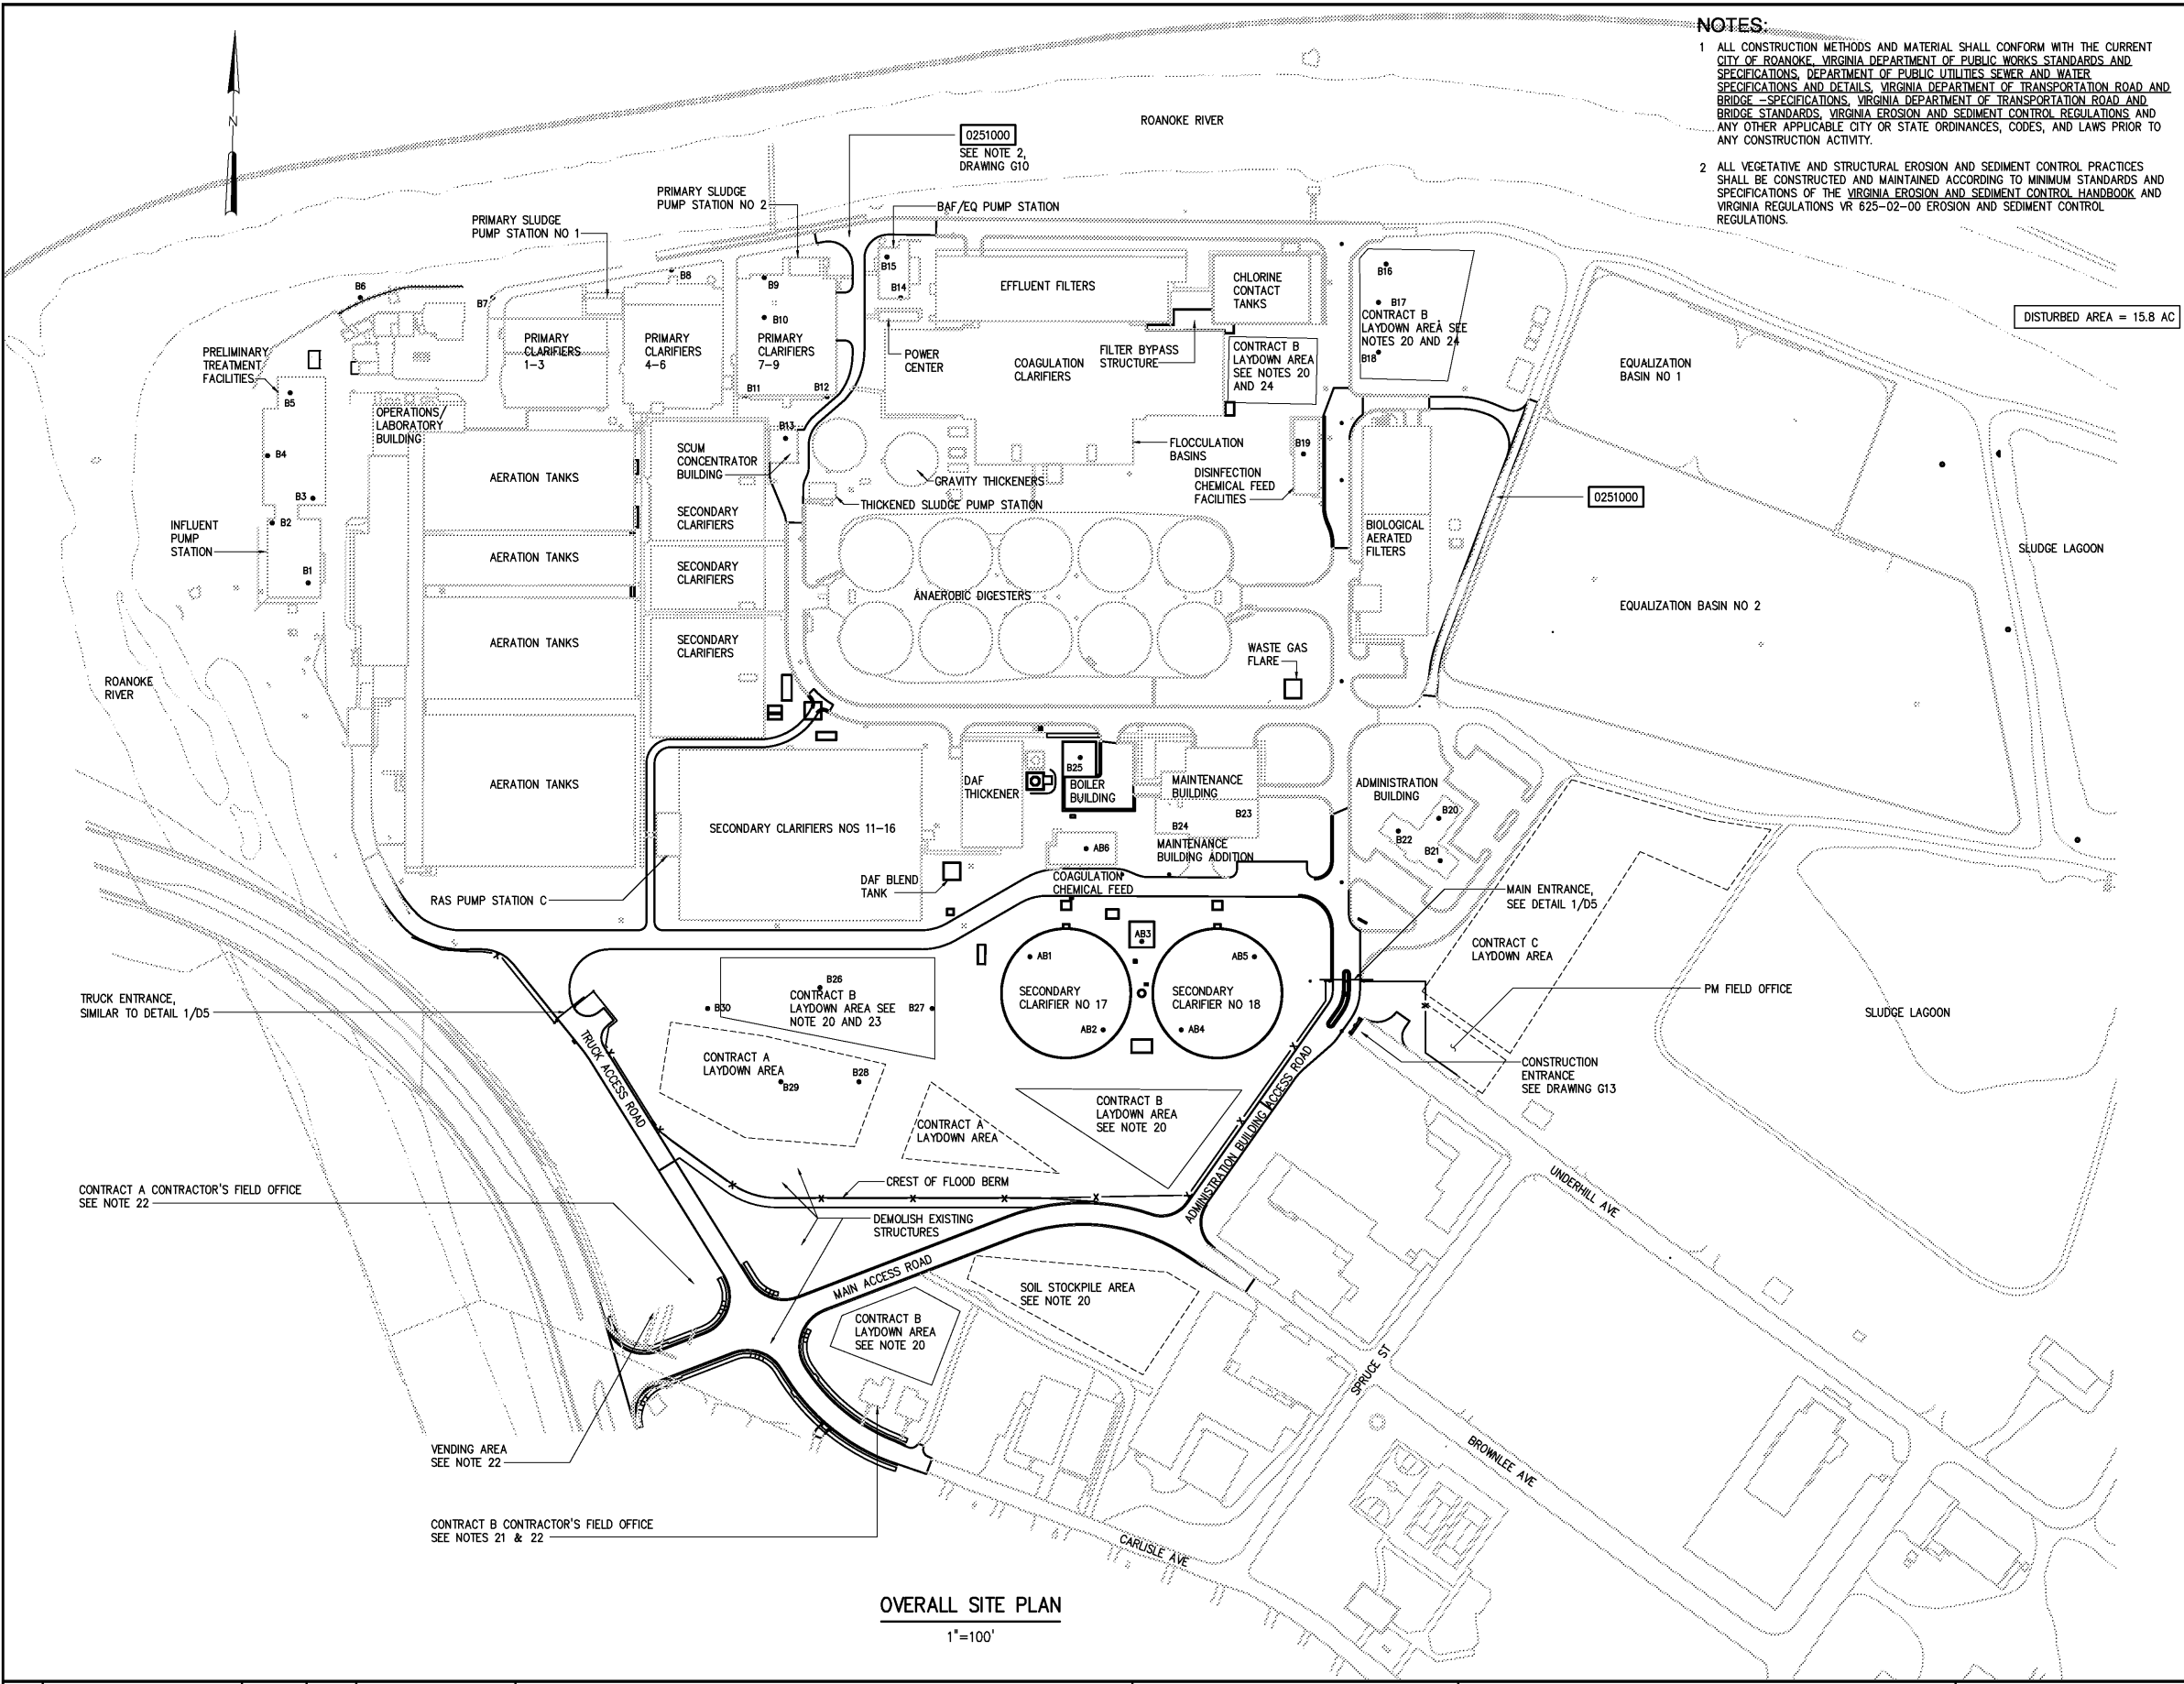 NOTES:
1 ALL CONSTRUCTION METHODS AND MATERIAL SHALL CONFORM WITH THE CURRENT
CITY OF ROANOKE, VIRGINIA DEPARTMENT OF PUBLIC WORKS STANDARDS AND
SPECIFICATIONS, DEPARTMENT OF PUBLIC UTILITIES SEWER AND WATER
SPECIFICATIONS AND DETAILS, VIRGINIA DEPARTMENT OF TRANSPORTATION ROAD AND
BRIDGE -SPECIFICATIONS, VIRGINIA DEPARTMENT OF TRANSPORTATION ROAD AND
BRIDGE STANDARDS, VIRGINIA EROSION AND SEDIMENT CONTROL REGULATIONS AND
ANY OTHER APPLICABLE CITY OR STATE ORDINANCES, CODES, AND LAWS PRIOR TO
ANY CONSTRUCTION ACTIVITY.
2 ALL VEGETATIVE AND STRUCTURAL EROSION AND SEDIMENT CONTROL PRACTICES
SHALL BE CONSTRUCTED AND MAINTAINED ACCORDING TO MINIMUM STANDARDS AND
SPECIFICATIONS OF THE VIRGINIA EROSION AND SEDIMENT CONTROL HANDBOOK AND
VIRGINIA REGULATIONS VR 625-02-00 EROSION AND SEDIMENT CONTROL
REGULATIONS.
DISTURBED AREA = 15.8 AC
N
ROANOKE RIVER
0251000
SEE NOTE 2,
DRAWING G10
PRIMARY SLUDGE
PUMP STATION NO 2
BAF/EQ PUMP STATION
PRIMARY SLUDGE
PUMP STATION NO 1
B6
B7
B8
B9
B10
B15
B14
EFFLUENT FILTERS
CHLORINE
CONTACT
TANKS
B16
B17
CONTRACT B
LAYDOWN AREA SEE
NOTES 20 AND 24
B18
PRELIMINARY
TREATMENT
FACILITIES
PRIMARY
CLARIFIERS
1-3
PRIMARY
CLARIFIERS
4-6
PRIMARY
CLARIFIERS
7-9
B11
B12
POWER
CENTER
COAGULATION
CLARIFIERS
FILTER BYPASS
STRUCTURE
CONTRACT B
LAYDOWN AREA
SEE NOTES 20
AND 24
EQUALIZATION
BASIN NO 1
B5
OPERATIONS/
LABORATORY
BUILDING
B4
B3
B2
INFLUENT
PUMP
STATION
B1
AERATION TANKS
SCUM
CONCENTRATOR
BUILDING
B13
SECONDARY
CLARIFIERS
GRAVITY THICKENERS
THICKENED SLUDGE PUMP STATION
FLOCCULATION
BASINS
DISINFECTION
CHEMICAL FEED
FACILITIES
B19
0251000
BIOLOGICAL
AERATED
FILTERS
SLUDGE LAGOON
AERATION TANKS
SECONDARY
CLARIFIERS
ANAEROBIC DIGESTERS
EQUALIZATION BASIN NO 2
AERATION TANKS
SECONDARY
CLARIFIERS
WASTE GAS
FLARE
ROANOKE
RIVER
AERATION TANKS
SECONDARY CLARIFIERS NOS 11-16
DAF
THICKENER
B25
BOILER
BUILDING
MAINTENANCE
BUILDING
B23
B24
MAINTENANCE
BUILDING ADDITION
ADMINISTRATION
BUILDING
B20
B22
B21
AB6
COAGULATION
CHEMICAL FEED
DAF BLEND
TANK
RAS PUMP STATION C
MAIN ENTRANCE,
SEE DETAIL 1/D5
CONTRACT C
LAYDOWN AREA
PM FIELD OFFICE
SLUDGE LAGOON
AB1
AB3
AB5
SECONDARY
CLARIFIER NO 17
AB2
SECONDARY
CLARIFIER NO 18
AB4
TRUCK ENTRANCE,
SIMILAR TO DETAIL 1/D5
B30
B26
CONTRACT B
LAYDOWN AREA SEE
NOTE 20 AND 23
B27
CONTRACT A
LAYDOWN AREA
B29
B28
TRUCK ACCESS ROAD
CONTRACT A
LAYDOWN AREA
CONTRACT B
LAYDOWN AREA
SEE NOTE 20
ADMINISTRATION BUILDING ACCESS ROAD
CONSTRUCTION
ENTRANCE
SEE DRAWING G13
CREST OF FLOOD BERM
DEMOLISH EXISTING
STRUCTURES
CONTRACT A CONTRACTOR'S FIELD OFFICE
SEE NOTE 22
MAIN ACCESS ROAD
SOIL STOCKPILE AREA
SEE NOTE 20
CONTRACT B
LAYDOWN AREA
SEE NOTE 20
UNDERHILL AVE
SPRUCE ST
BROWNLEE AVE
VENDING AREA
SEE NOTE 22
CONTRACT B CONTRACTOR'S FIELD OFFICE
SEE NOTES 21 & 22
CARLISLE AVE
OVERALL SITE PLAN
1"=100'